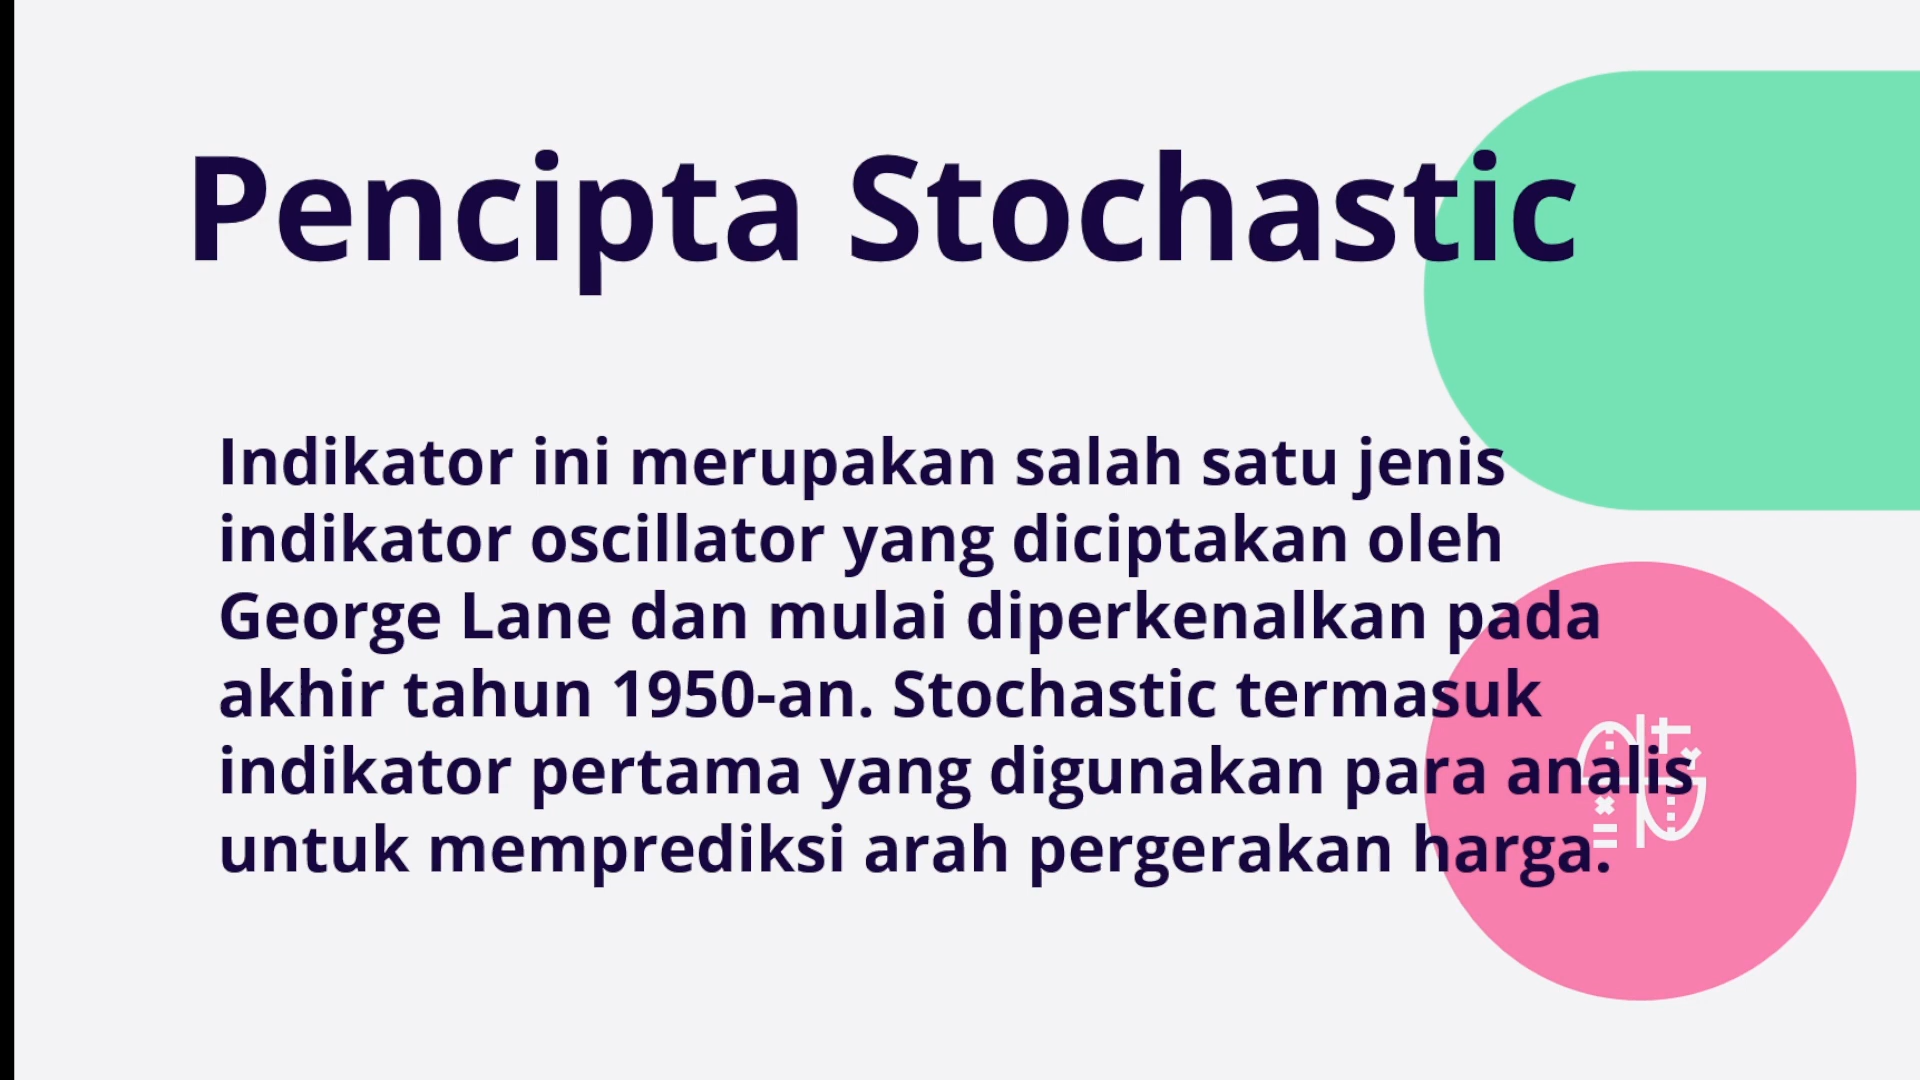 Pencipta Stochastic
Indikator ini merupakan salah satu jenis
indikator oscillator yang diciptakan oleh
George Lane dan mulai diperkenalkan pada
akhir tahun 1950-an. Stochastic termasuk
indikator pertama yang digunakan para analis
untuk memprediksi arah pergerakan harga.